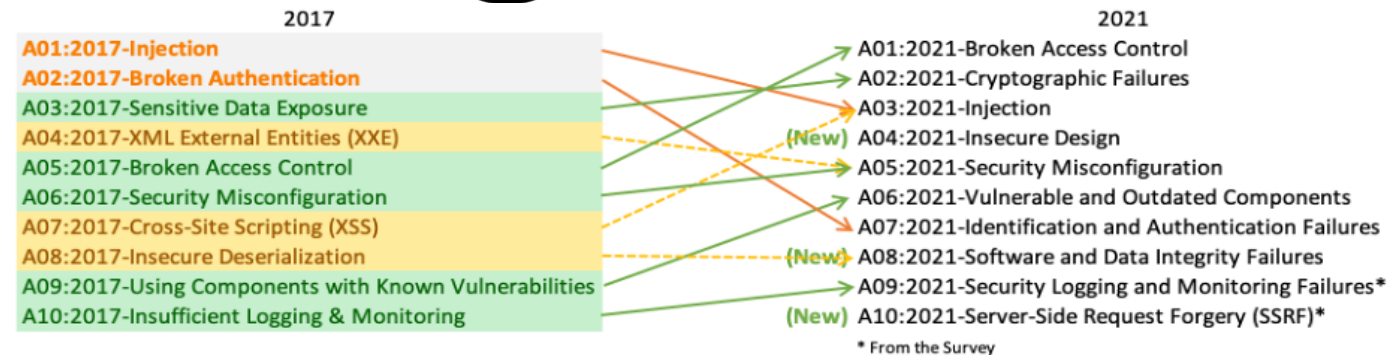 2017
A01:2017-Injection
A02:2017-Broken Authentication
A03:2017-Sensitive Data Exposure
A04:2017-XML External Entities (XXE)
A05:2017-Broken Access Control
A06:2017-Security Misconfiguration
A07:2017-Cross-Site Scripting (XSS)
A08:2017-Insecure Deserialization
A09:2017-Using Components with Known Vulnerabilities
A10:2017-Insufficient Logging & Monitoring
2021
A01:2021-Broken Access Control
A02:2021-Cryptographic Failures
A03:2021-Injection
(New) A04:2021-Insecure Design
A05:2021-Security Misconfiguration
A06:2021-Vulnerable and Outdated Components
A07:2021-Identification and Authentication Failures
(New) A08:2021-Software and Data Integrity Failures
A09:2021-Security Logging and Monitoring Failures*
(New) A10:2021-Server-Side Request Forgery (SSRF)*
* From the Survey